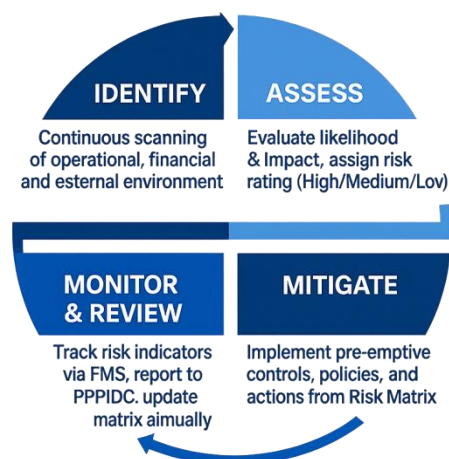 IDENTIFY
Continuous scanning
of operational, financial
and esternal environment
ASSESS
Evaluate likelihood
& Impact, assign risk
rating (High/Medium/Lov)
MONITOR
& REVIEW
Track risk indicators
via FMS, report to
PPPIDC. update
matrix aimually
MITIGATE
Implement pre-emptive
controls, policies, and
actions from Risk Matrix